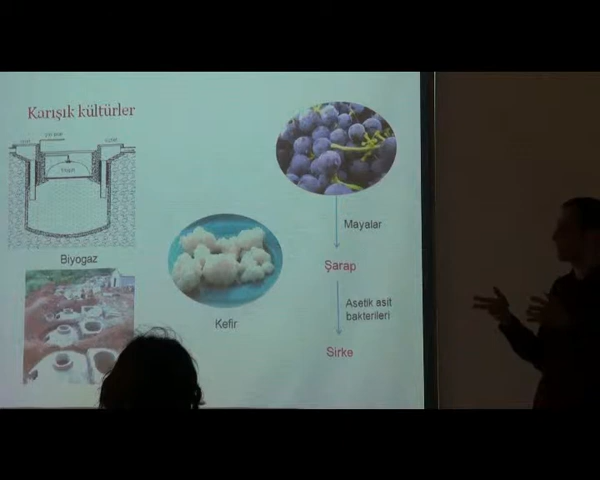 Karışık kültürler
Biyogaz
Kefir
Mayalar
Şarap
Asetik asit
bakterileri
Sirke